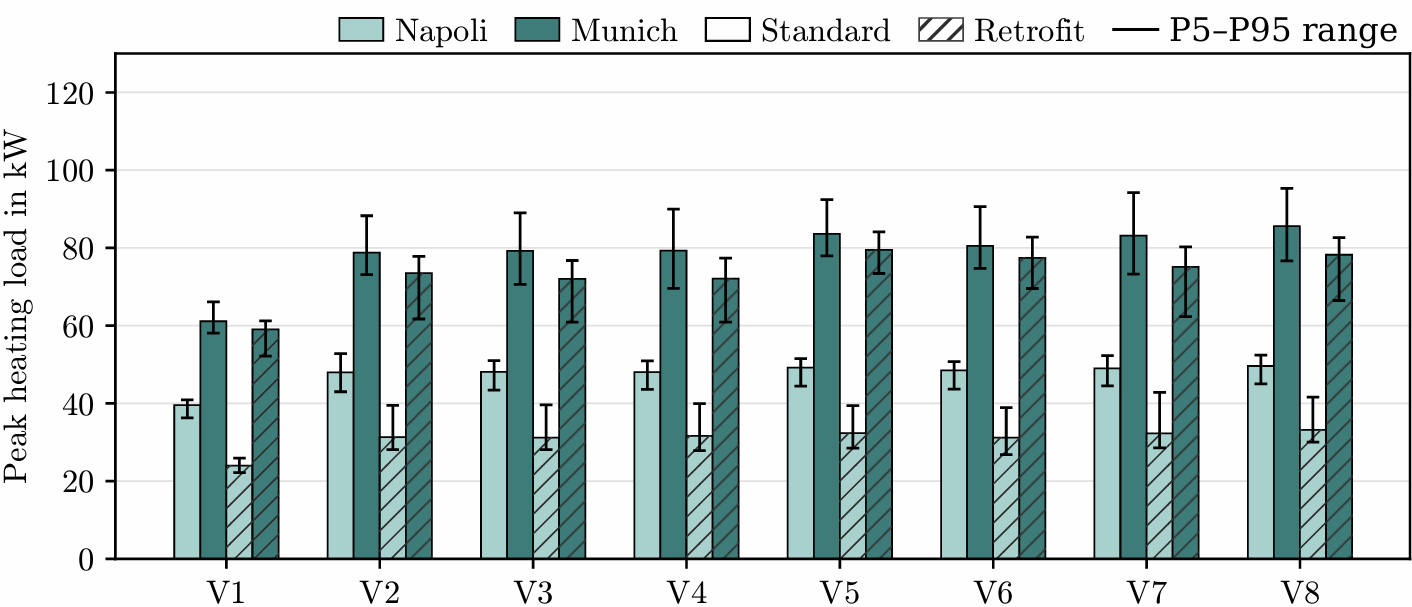 Napoli Munich Standard Retrofit P5–P95 range
Peak heating load in kW
120
100
80
60
40
20
0
V1 V2 V3 V4 V5 V6 V7 V8